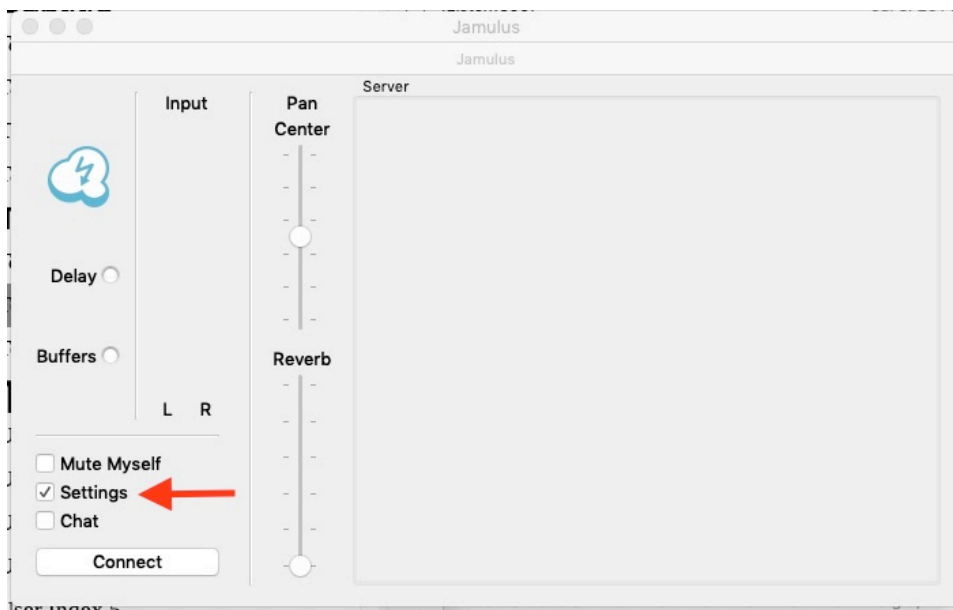 Jamulus
Jamulus
Server
Input
Pan
Center
Delay
Buffers
Reverb
L R
Mute Myself
Settings
Chat
Connect